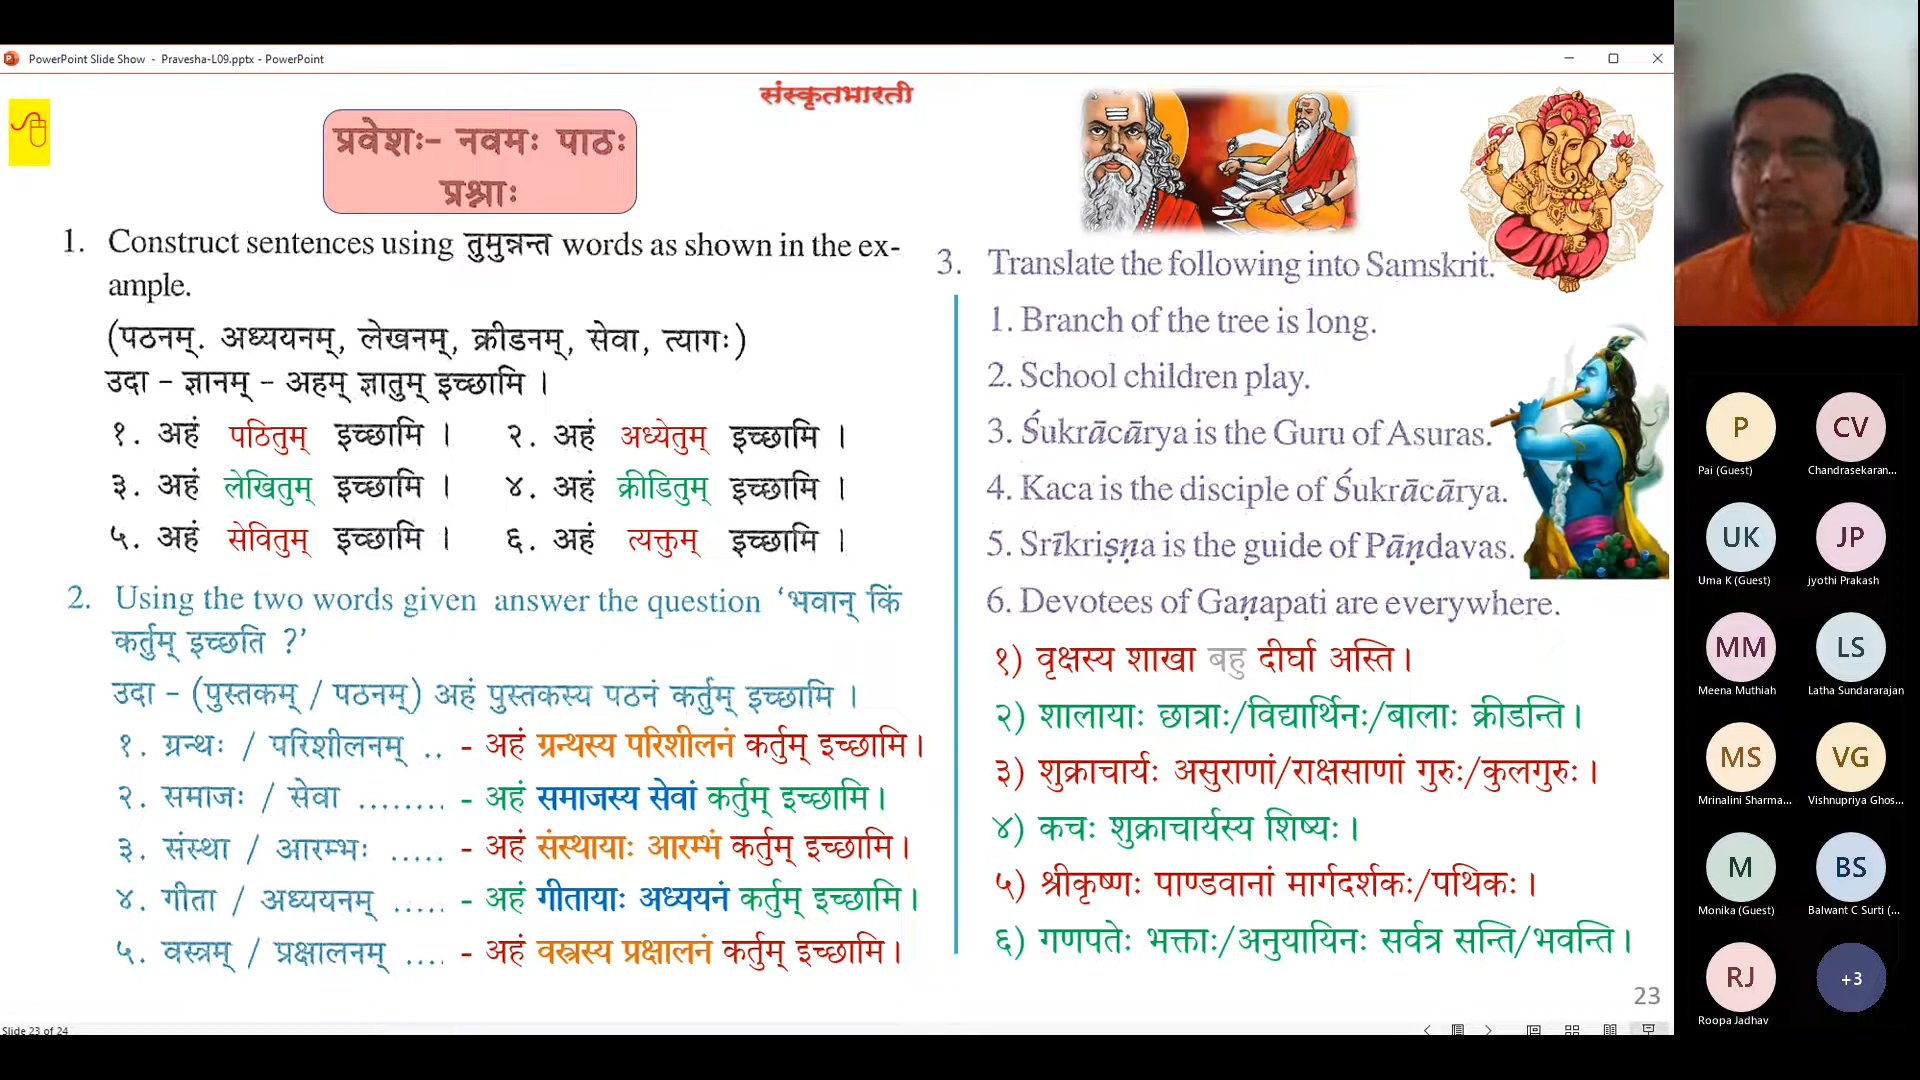 PowerPoint Slide Show - Pravesha-L09.pptx - PowerPoint
संस्कृतभारती
प्रवेशः- नवमः पाठः
प्रश्नाः
1. Construct sentences using तुमुन्नन्त words as shown in the ex-
ample.
(पठनम्. अध्ययनम्, लेखनम्, क्रीडनम्, सेवा, त्यागः)
उदा - ज्ञानम् - अहम् ज्ञातुम् इच्छामि ।
१. अहं पठितुम् इच्छामि । २. अहं अध्येतुम् इच्छामि ।
३. अहं लेखितुम् इच्छामि । ४. अहं क्रीडितुम् इच्छामि ।
५. अहं सेवितुम् इच्छामि । ६. अहं त्यक्तुम् इच्छामि ।
2. Using the two words given answer the question ‘भवान् किं
कर्तुम् इच्छति ?’
उदा - (पुस्तकम् / पठनम्) अहं पुस्तकस्य पठनं कर्तुम् इच्छामि ।
१. ग्रन्थः / परिशीलनम् .. - अहं ग्रन्थस्य परिशीलनं कर्तुम् इच्छामि ।
२. समाजः / सेवा ........ - अहं समाजस्य सेवां कर्तुम् इच्छामि ।
३. संस्था / आरम्भः ..... - अहं संस्थायाः आरम्भं कर्तुम् इच्छामि ।
४. गीता / अध्ययनम् ..... - अहं गीतायाः अध्ययनं कर्तुम् इच्छामि ।
५. वस्त्रम् / प्रक्षालनम् .... - अहं वस्त्रस्य प्रक्षालनं कर्तुम् इच्छामि ।
3. Translate the following into Samskrit.
1. Branch of the tree is long.
2. School children play.
3. Śukrācārya is the Guru of Asuras.
4. Kaca is the disciple of Śukrācārya.
5. Srīkriṣṇa is the guide of Pāṇdavas.
6. Devotees of Gaṇapati are everywhere.
१) वृक्षस्य शाखा बहु दीर्घा अस्ति ।
२) शालायाः छात्राः/विद्यार्थिनः/बालाः क्रीडन्ति ।
३) शुक्राचार्यः असुराणां/राक्षसाणां गुरुः/कुलगुरुः ।
४) कचः शुक्राचार्यस्य शिष्यः ।
५) श्रीकृष्णः पाण्डवानां मार्गदर्शकः/पथिकः ।
६) गणपतेः भक्ताः/अनुयायिनः सर्वत्र सन्ति/भवन्ति ।
23
Slide 23 of 24
P CV
Pai (Guest) Chandrasekaran...
UK JP
Uma K (Guest) jyothi Prakash
MM LS
Meena Muthiah Latha Sundararajan
MS VG
Mrinalini Sharma... Vishnupriya Ghos...
M BS
Monika (Guest) Balwant C Surti (...
RJ +3
Roopa Jadhav